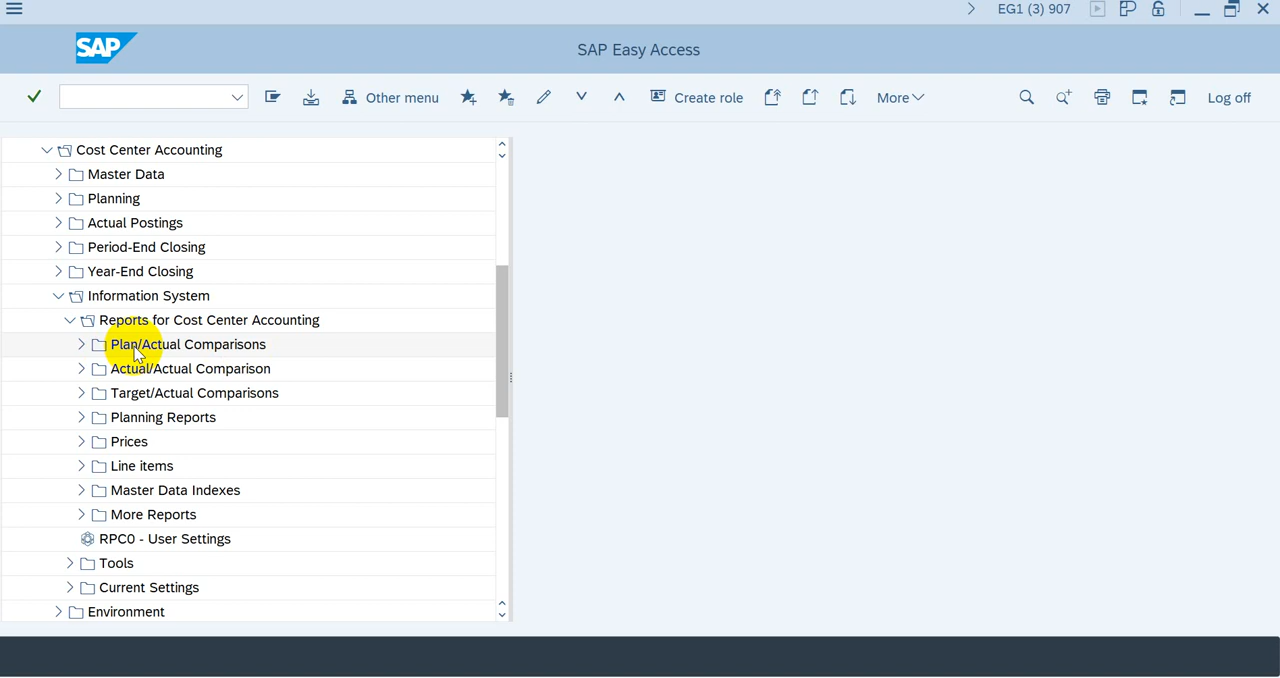 EG1 (3) 907
SAP
SAP Easy Access
Other menu
Create role
More
Log off
Cost Center Accounting
Master Data
Planning
Actual Postings
Period-End Closing
Year-End Closing
Information System
Reports for Cost Center Accounting
Plan/Actual Comparisons
Actual/Actual Comparison
Target/Actual Comparisons
Planning Reports
Prices
Line items
Master Data Indexes
More Reports
RPC0 - User Settings
Tools
Current Settings
Environment